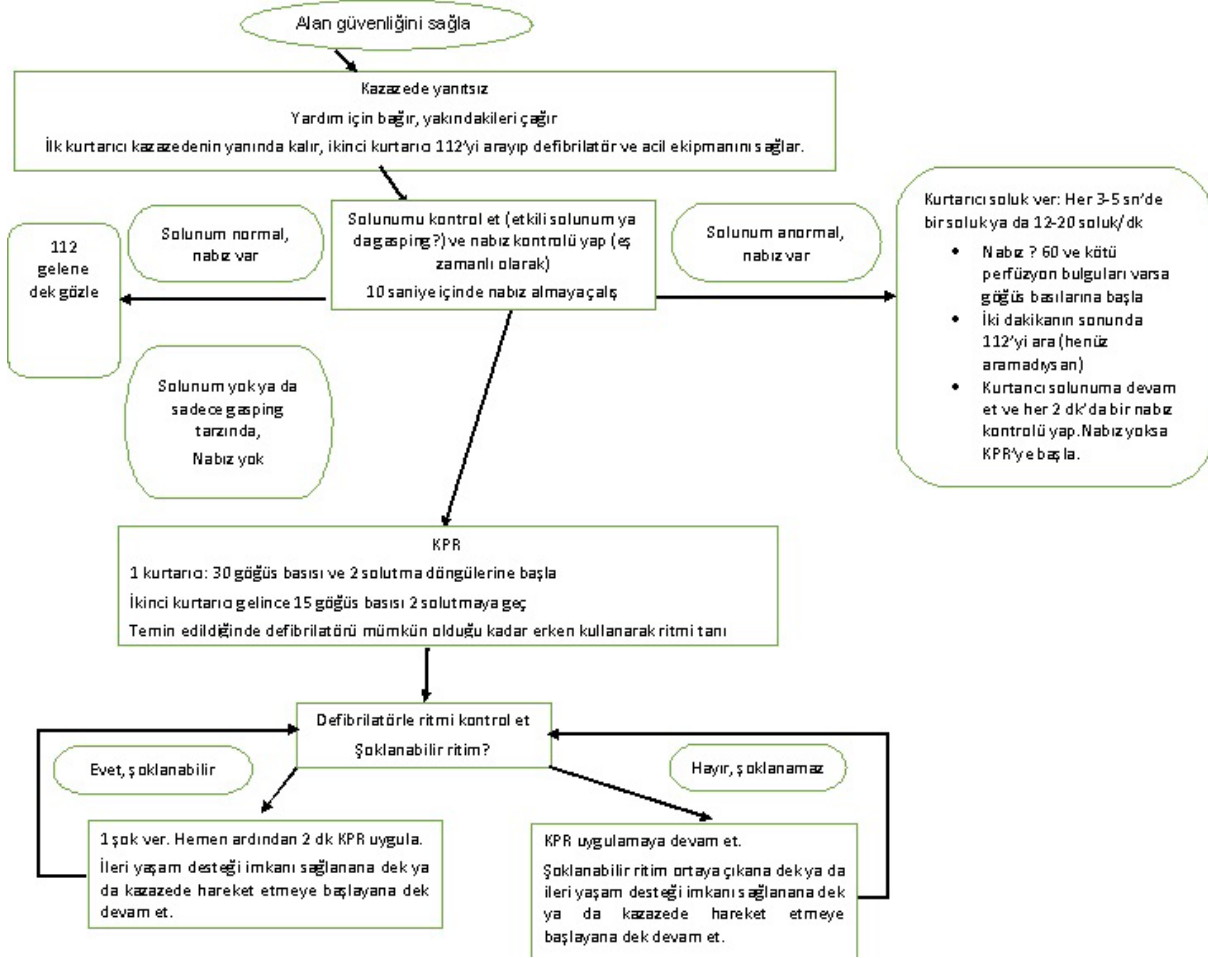 Alan güvenliğini sağla
Kazazede yanıtsız
Yardım için bağır, yakındakileri çağır
İlk kurtarıcı kazazedenin yanında kalır, ikinci kurtarıcı 112'yi arayıp defibrilatör ve acil ekipmanını sağlar.
112
gelene
dek gözle
Solunum normal,
nabız var
Solunumu kontrol et (etkili solunum ya
da gasping?) ve nabız kontrolü yap (eş
zamanlı olarak)
10 saniye içinde nabız almaya çalış
Solunum anormal,
nabız var
Kurtarıcı soluk ver: Her 3-5 sn'de
bir soluk ya da 12-20 soluk/dk
• Nabız ? 60 ve kötü
perfüzyon bulguları varsa
göğüs basılarına başla
• İki dakikanın sonunda
112'yi ara (henüz
aramadıysan)
• Kurtarıcı solunuma devam
et ve her 2 dk'da bir nabız
kontrolü yap. Nabız yoksa
KPR'ye başla.
Solunum yok ya da
sadece gasping
tarzında,
Nabız yok
KPR
1 kurtarıcı: 30 göğüs basısı ve 2 solutma döngülerine başla
İkinci kurtarıcı gelince 15 göğüs basısı 2 solutmaya geç
Temin edildiğinde defibrilatörü mümkün olduğu kadar erken kullanarak ritmi tanı
Defibrilatörle ritmi kontrol et
Şoklanabilir ritim?
Evet, şoklanabilir
Hayır, şoklanamaz
1 şok ver. Hemen ardından 2 dk KPR uygula.
İleri yaşam desteği imkanı sağlanana dek ya
da kazazede hareket etmeye başlayana dek
devam et.
KPR uygulamaya devam et.
Şoklanabilir ritim ortaya çıkana dek ya da
ileri yaşam desteği imkanı sağlanana dek
ya da kazazede hareket etmeye
başlayana dek devam et.